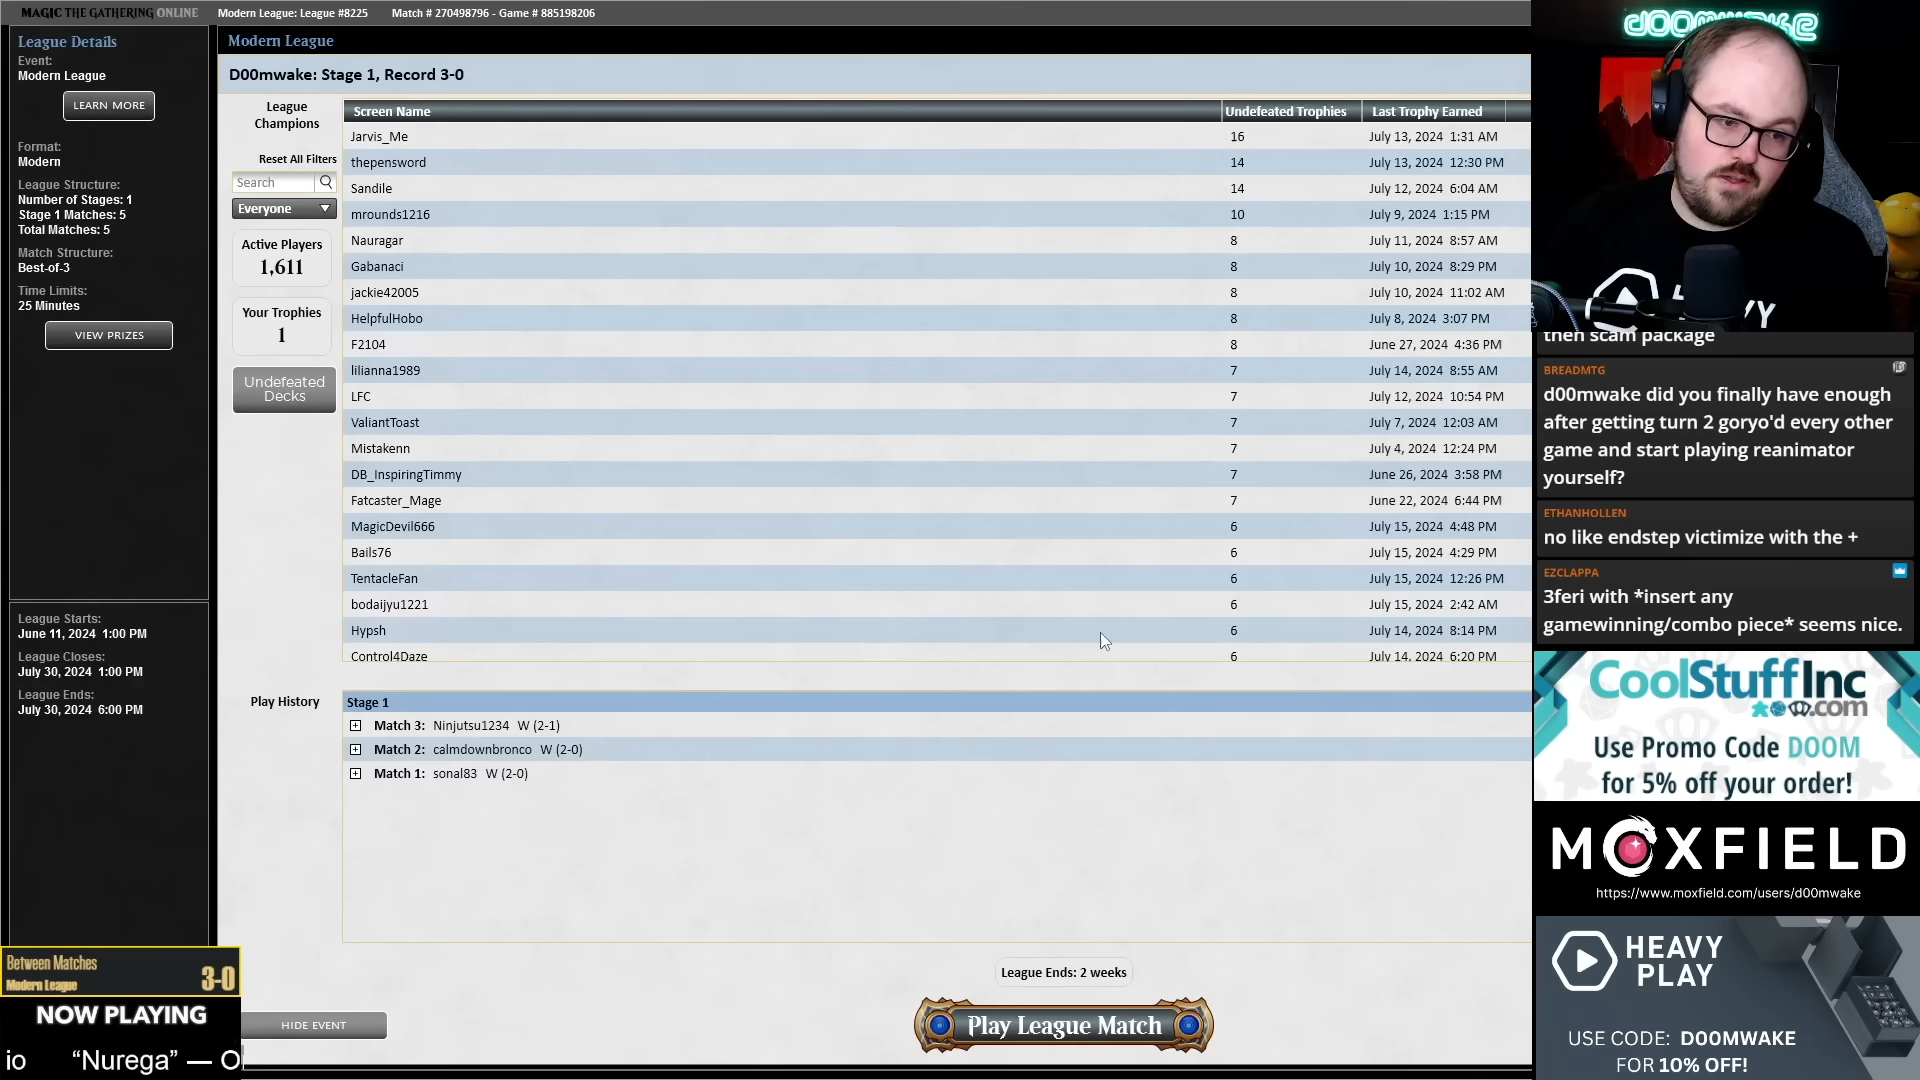 MAGIC THE GATHERING ONLINE
Modern League: League #8225
Match # 270498796 - Game # 885198206
League Details
Event:
Modern League
LEARN MORE
Format:
Modern
League Structure:
Number of Stages: 1
Stage 1 Matches: 5
Total Matches: 5
Match Structure:
Best-of-3
Time Limits:
25 Minutes
VIEW PRIZES
League Starts:
June 11, 2024 1:00 PM
League Closes:
July 30, 2024 1:00 PM
League Ends:
July 30, 2024 6:00 PM
Between Matches
Modern League
3-0
NOW PLAYING
io "Nurega" — O
Modern League
D00mwake: Stage 1, Record 3-0
League
Champions
Reset All Filters
Search
Everyone
Active Players
1,611
Your Trophies
1
Undefeated
Decks
Screen Name Undefeated Trophies Last Trophy Earned
Jarvis_Me 16 July 13, 2024 1:31 AM
thepensword 14 July 13, 2024 12:30 PM
Sandile 14 July 12, 2024 6:04 AM
mrounds1216 10 July 9, 2024 1:15 PM
Nauragar 8 July 11, 2024 8:57 AM
Gabanaci 8 July 10, 2024 8:29 PM
jackie42005 8 July 10, 2024 11:02 AM
HelpfulHobo 8 July 8, 2024 3:07 PM
F2104 8 June 27, 2024 4:36 PM
lilianna1989 7 July 14, 2024 8:55 AM
LFC 7 July 12, 2024 10:54 PM
ValiantToast 7 July 7, 2024 12:03 AM
Mistakenn 7 July 4, 2024 12:24 PM
DB_InspiringTimmy 7 June 26, 2024 3:58 PM
Fatcaster_Mage 7 June 22, 2024 6:44 PM
MagicDevil666 6 July 15, 2024 4:48 PM
Bails76 6 July 15, 2024 4:29 PM
TentacleFan 6 July 15, 2024 12:26 PM
bodaijyu1221 6 July 15, 2024 2:42 AM
Hypsh 6 July 14, 2024 8:14 PM
Control4Daze 6 July 14, 2024 6:20 PM
Play History
Stage 1
Match 3: Ninjutsu1234 W (2-1)
Match 2: calmdownbronco W (2-0)
Match 1: sonal83 W (2-0)
League Ends: 2 weeks
HIDE EVENT
Play League Match
doomwake
then scam package
BREADMTG
d00mwake did you finally have enough
after getting turn 2 goryo'd every other
game and start playing reanimator
yourself?
ETHANHOLLEN
no like endstep victimize with the +
EZCLAPPA
3feri with *insert any
gamewinning/combo piece* seems nice.
CoolStuffInc
.com
Use Promo Code DOOM
for 5% off your order!
MOXFIELD
https://www.moxfield.com/users/d00mwake
HEAVY
PLAY
USE CODE: D00MWAKE
FOR 10% OFF!